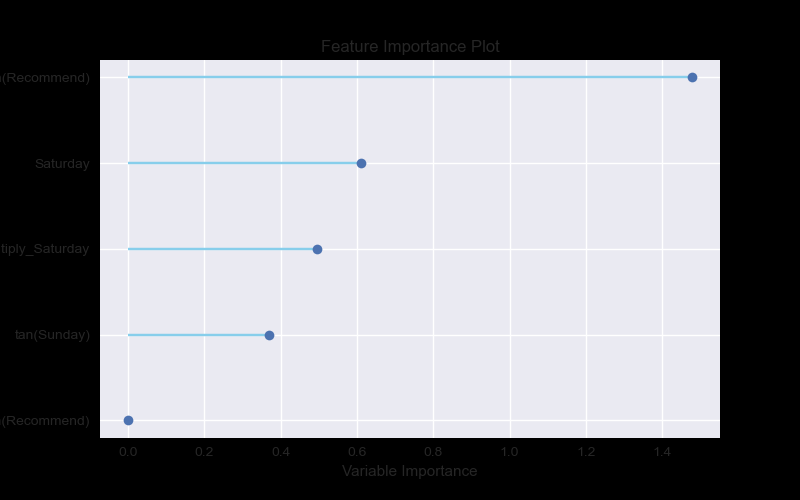 Feature Importance Plot
(Recommend)
Saturday
tiply_Saturday
tan(Sunday)
(Recommend)
0.0 0.2 0.4 0.6 0.8 1.0 1.2 1.4
Variable Importance